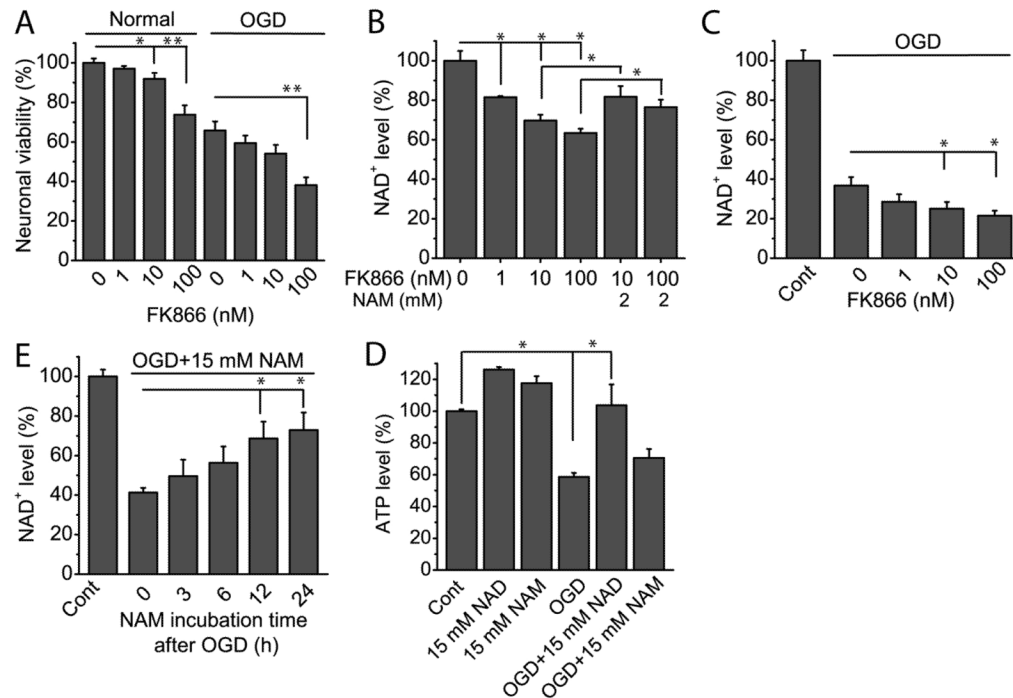 A
Normal
OGD
*
**
**
Neuronal viability (%)
120
100
80
60
40
20
0
0
1
10
100
0
1
10
100
FK866 (nM)
B
*
*
*
*
*
NAD+ level (%)
100
80
60
40
20
0
FK866 (nM)
0
1
10
100
10
100
NAM (mM)
2
2
C
OGD
*
*
NAD+ level (%)
100
80
60
40
20
0
Cont
0
1
10
100
FK866 (nM)
E
OGD+15 mM NAM
*
*
NAD+ level (%)
100
80
60
40
20
0
Cont
0
3
6
12
24
NAM incubation time
after OGD (h)
D
*
*
ATP level (%)
120
100
80
60
40
20
0
Cont
15 mM NAD
15 mM NAM
OGD
OGD+15 mM NAD
OGD+15 mM NAM